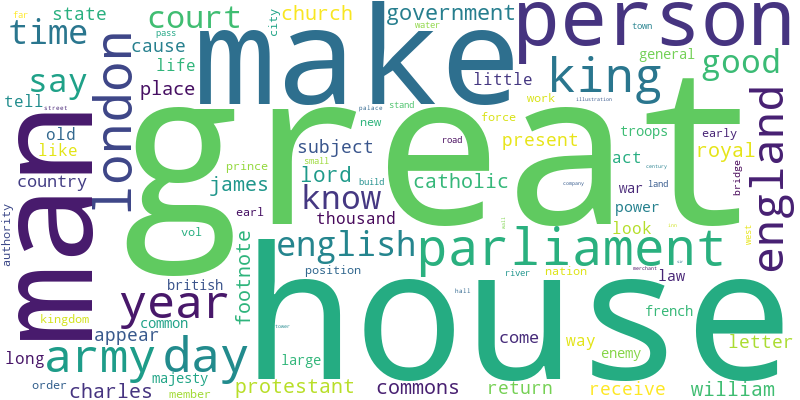 far
state
court
church
city
government
person
time
make
pass
water
town
cause
general
good
life
say
london
place
little
king
work
tell
street
great
palace
stand
illustration
man
old
like
new
subject
road
force
present
troops
early
royal
england
country
prince
small
james
lord
know
build
catholic
company
act
war
land
century
bridge
power
authority
vol
earl
thousand
look
west
footnote
english
parliament
british
position
river
nation
merchant
law
hall
year
house
kingdom
appear
common
tower
come
french
way
letter
long
army
day
large
enemy
order
charles
majesty
member
protestant
commons
return
receive
william